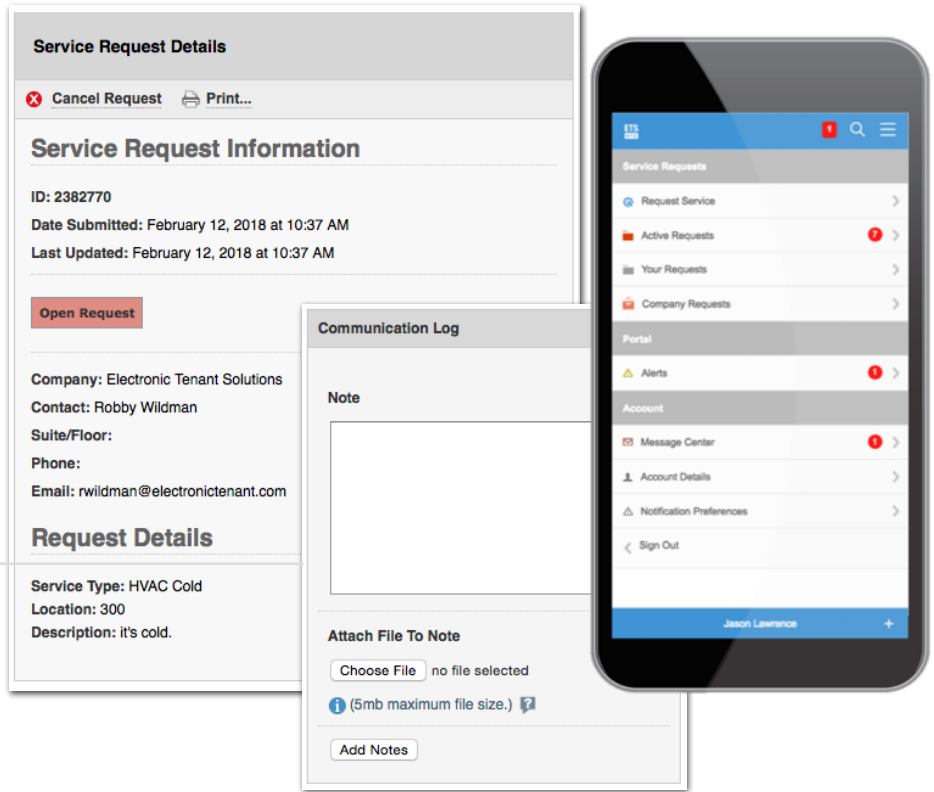 Service Request Details
Cancel Request Print...
Service Request Information
ID: 2382770
Date Submitted: February 12, 2018 at 10:37 AM
Last Updated: February 12, 2018 at 10:37 AM
Open Request
Company: Electronic Tenant Solutions
Contact: Robby Wildman
Suite/Floor:
Phone:
Email: rwildman@electronictenant.com
Request Details
Service Type: HVAC Cold
Location: 300
Description: it's cold.
Communication Log
Note
Attach File To Note
Choose File no file selected
(5mb maximum file size.) ?
Add Notes
ETS
1
Service Requests
Request Service
Active Requests 7
Your Requests
Company Requests
Portal
Alerts 1
Account
Message Center 1
Account Details
Notification Preferences
Sign Out
Jason Lawrence +